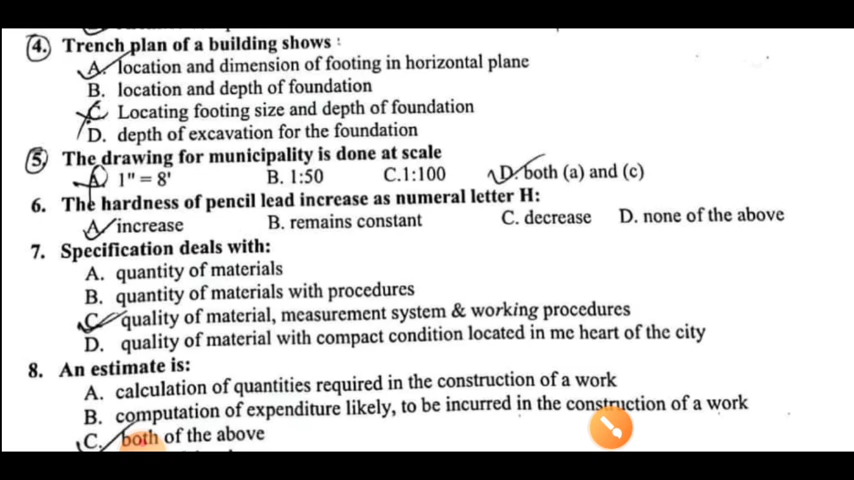 4. Trench plan of a building shows :
A. location and dimension of footing in horizontal plane
B. location and depth of foundation
C. Locating footing size and depth of foundation
D. depth of excavation for the foundation
5. The drawing for municipality is done at scale
A. 1" = 8' B. 1:50 C.1:100 D. both (a) and (c)
6. The hardness of pencil lead increase as numeral letter H:
A. increase B. remains constant C. decrease D. none of the above
7. Specification deals with:
A. quantity of materials
B. quantity of materials with procedures
C. quality of material, measurement system & working procedures
D. quality of material with compact condition located in me heart of the city
8. An estimate is:
A. calculation of quantities required in the construction of a work
B. computation of expenditure likely, to be incurred in the construction of a work
C. both of the above